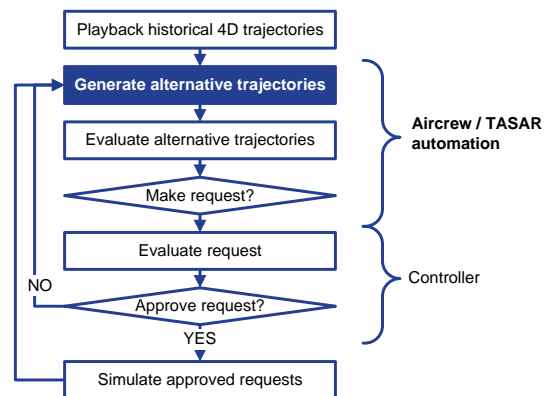 Playback historical 4D trajectories
Generate alternative trajectories
Evaluate alternative trajectories
Make request?
Aircrew / TASAR
automation
Evaluate request
Approve request?
Controller
NO
YES
Simulate approved requests